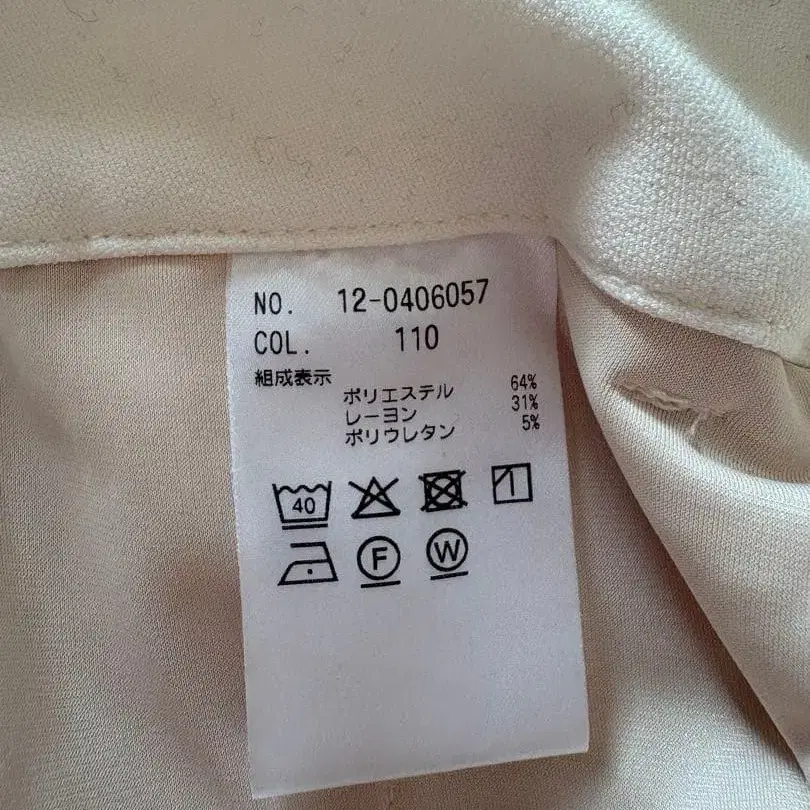 NO. 12-0406057
COL. 110
組成表示
ポリエステル 64%
レーヨン 31%
ポリウレタン 5%
40
F W